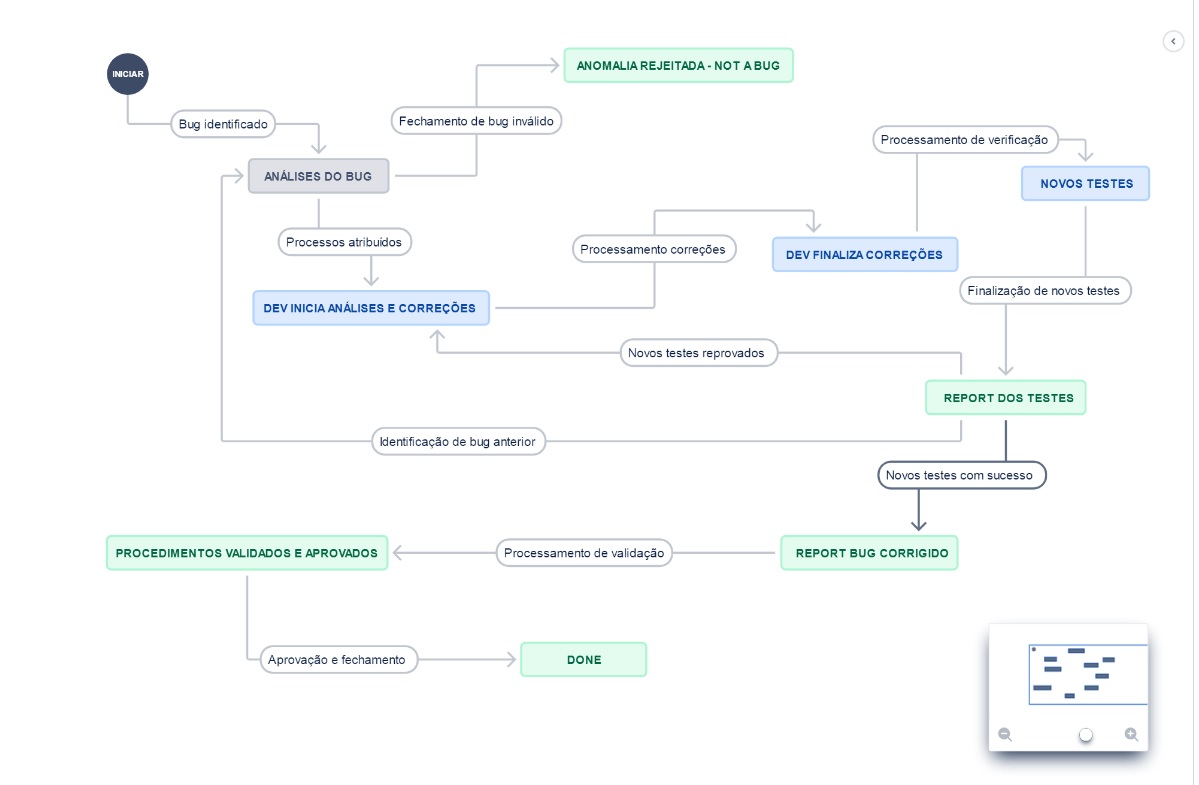 INICIAR
Bug identificado
ANÁLISES DO BUG
Fechamento de bug inválido
ANOMALIA REJEITADA - NOT A BUG
Processos atribuídos
DEV INICIA ANÁLISES E CORREÇÕES
Processamento correções
DEV FINALIZA CORREÇÕES
Processamento de verificação
NOVOS TESTES
Finalização de novos testes
REPORT DOS TESTES
Novos testes reprovados
Identificação de bug anterior
Novos testes com sucesso
REPORT BUG CORRIGIDO
Processamento de validação
PROCEDIMENTOS VALIDADOS E APROVADOS
Aprovação e fechamento
DONE